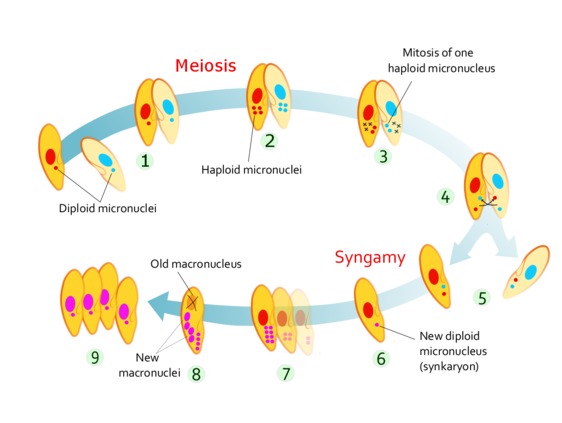 Meiosis
Mitosis of one
haploid micronucleus
1
2
3
Haploid micronuclei
Diploid micronuclei
4
Old macronucleus
Syngamy
5
New diploid
micronucleus
(synkaryon)
9
New
macronuclei
8
7
6